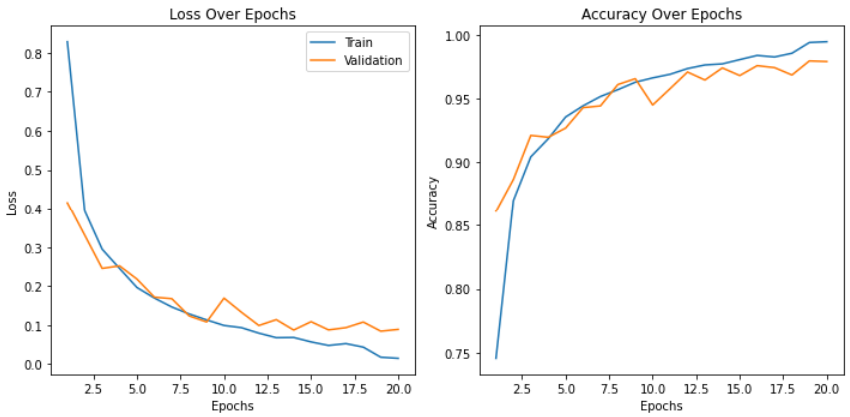 Loss Over Epochs
Train
Validation
0.8
0.7
0.6
0.5
0.4
0.3
0.2
0.1
0.0
Loss
2.5 5.0 7.5 10.0 12.5 15.0 17.5 20.0
Epochs
Accuracy Over Epochs
1.00
0.95
0.90
0.85
0.80
0.75
Accuracy
2.5 5.0 7.5 10.0 12.5 15.0 17.5 20.0
Epochs